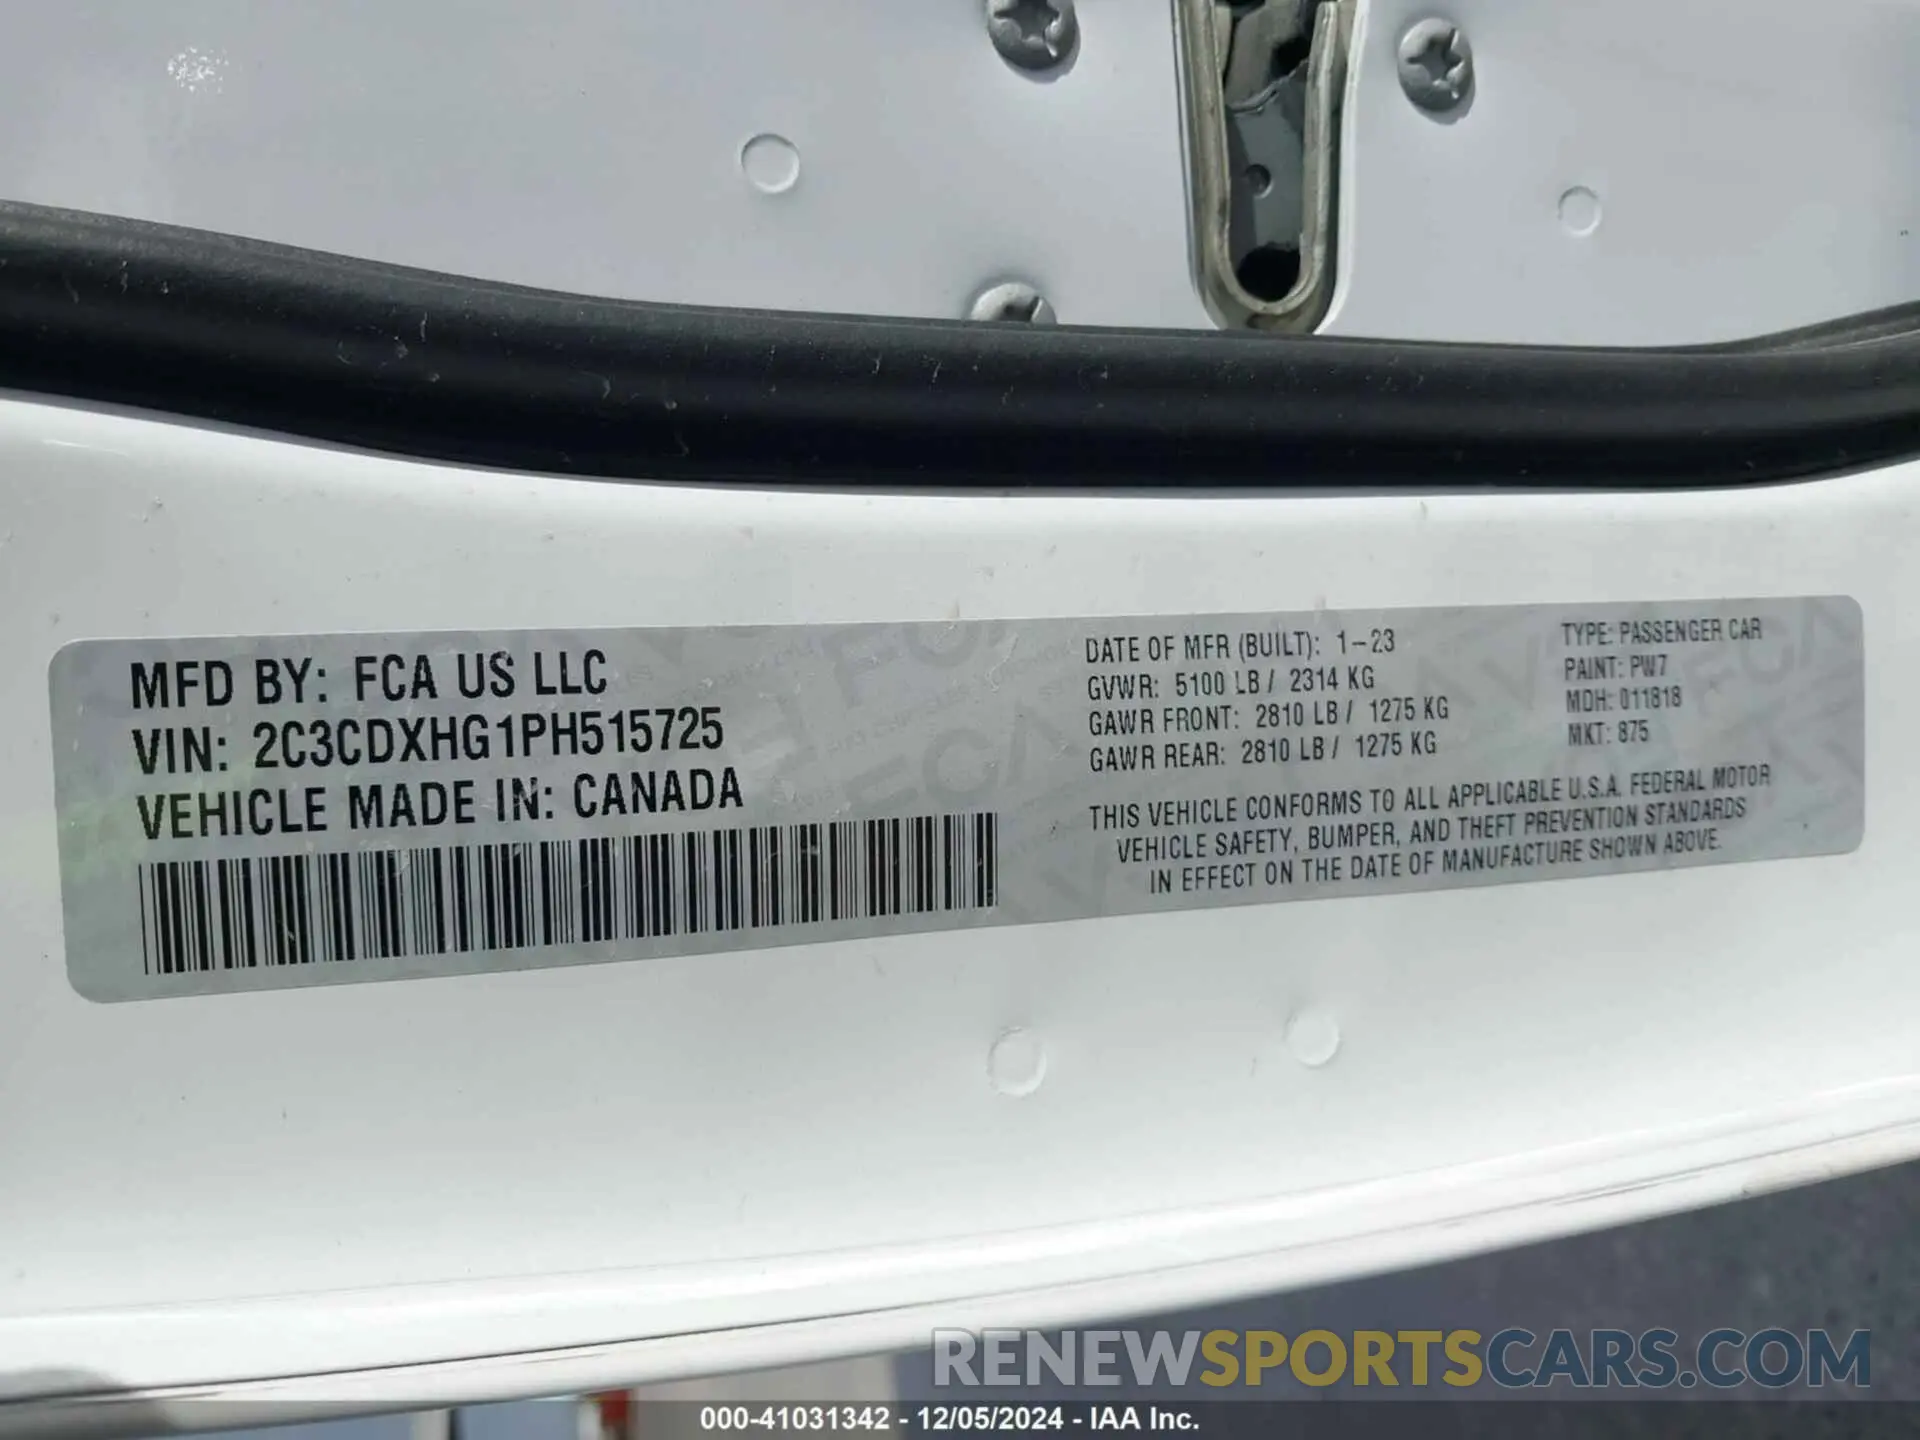 MFD BY: FCA US LLC
VIN: 2C3CDXHG1PH515725
VEHICLE MADE IN: CANADA
DATE OF MFR (BUILT): 1-23
GVWR: 5100 LB / 2314 KG
GAWR FRONT: 2810 LB / 1275 KG
GAWR REAR: 2810 LB / 1275 KG
TYPE: PASSENGER CAR
PAINT: PW7
MDH: 011818
MKT: 875
THIS VEHICLE CONFORMS TO ALL APPLICABLE U.S.A. FEDERAL MOTOR
VEHICLE SAFETY, BUMPER, AND THEFT PREVENTION STANDARDS
IN EFFECT ON THE DATE OF MANUFACTURE SHOWN ABOVE.
RENEWSPORTSCARS.COM
000-41031342 - 12/05/2024 - IAA Inc.